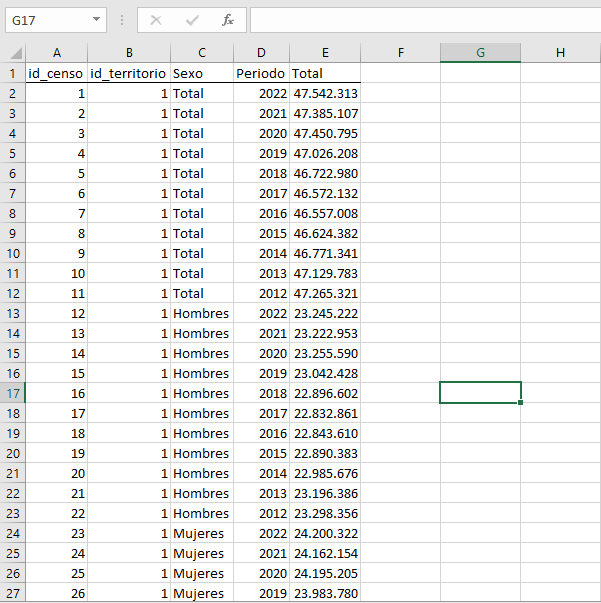 G17 fx
A B C D E F G H
1 id_censo id_territorio Sexo Periodo Total
2 1 1 Total 2022 47.542.313
3 2 1 Total 2021 47.385.107
4 3 1 Total 2020 47.450.795
5 4 1 Total 2019 47.026.208
6 5 1 Total 2018 46.722.980
7 6 1 Total 2017 46.572.132
8 7 1 Total 2016 46.557.008
9 8 1 Total 2015 46.624.382
10 9 1 Total 2014 46.771.341
11 10 1 Total 2013 47.129.783
12 11 1 Total 2012 47.265.321
13 12 1 Hombres 2022 23.245.222
14 13 1 Hombres 2021 23.222.953
15 14 1 Hombres 2020 23.255.590
16 15 1 Hombres 2019 23.042.428
17 16 1 Hombres 2018 22.896.602
18 17 1 Hombres 2017 22.832.861
19 18 1 Hombres 2016 22.843.610
20 19 1 Hombres 2015 22.890.383
21 20 1 Hombres 2014 22.985.676
22 21 1 Hombres 2013 23.196.386
23 22 1 Hombres 2012 23.298.356
24 23 1 Mujeres 2022 24.200.322
25 24 1 Mujeres 2021 24.162.154
26 25 1 Mujeres 2020 24.195.205
27 26 1 Mujeres 2019 23.983.780